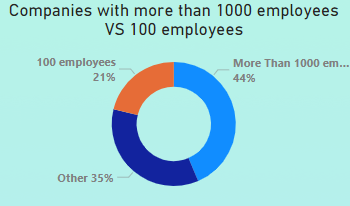 Companies with more than 1000 employees
VS 100 employees
100 employees
21%
More Than 1000 em...
44%
Other 35%